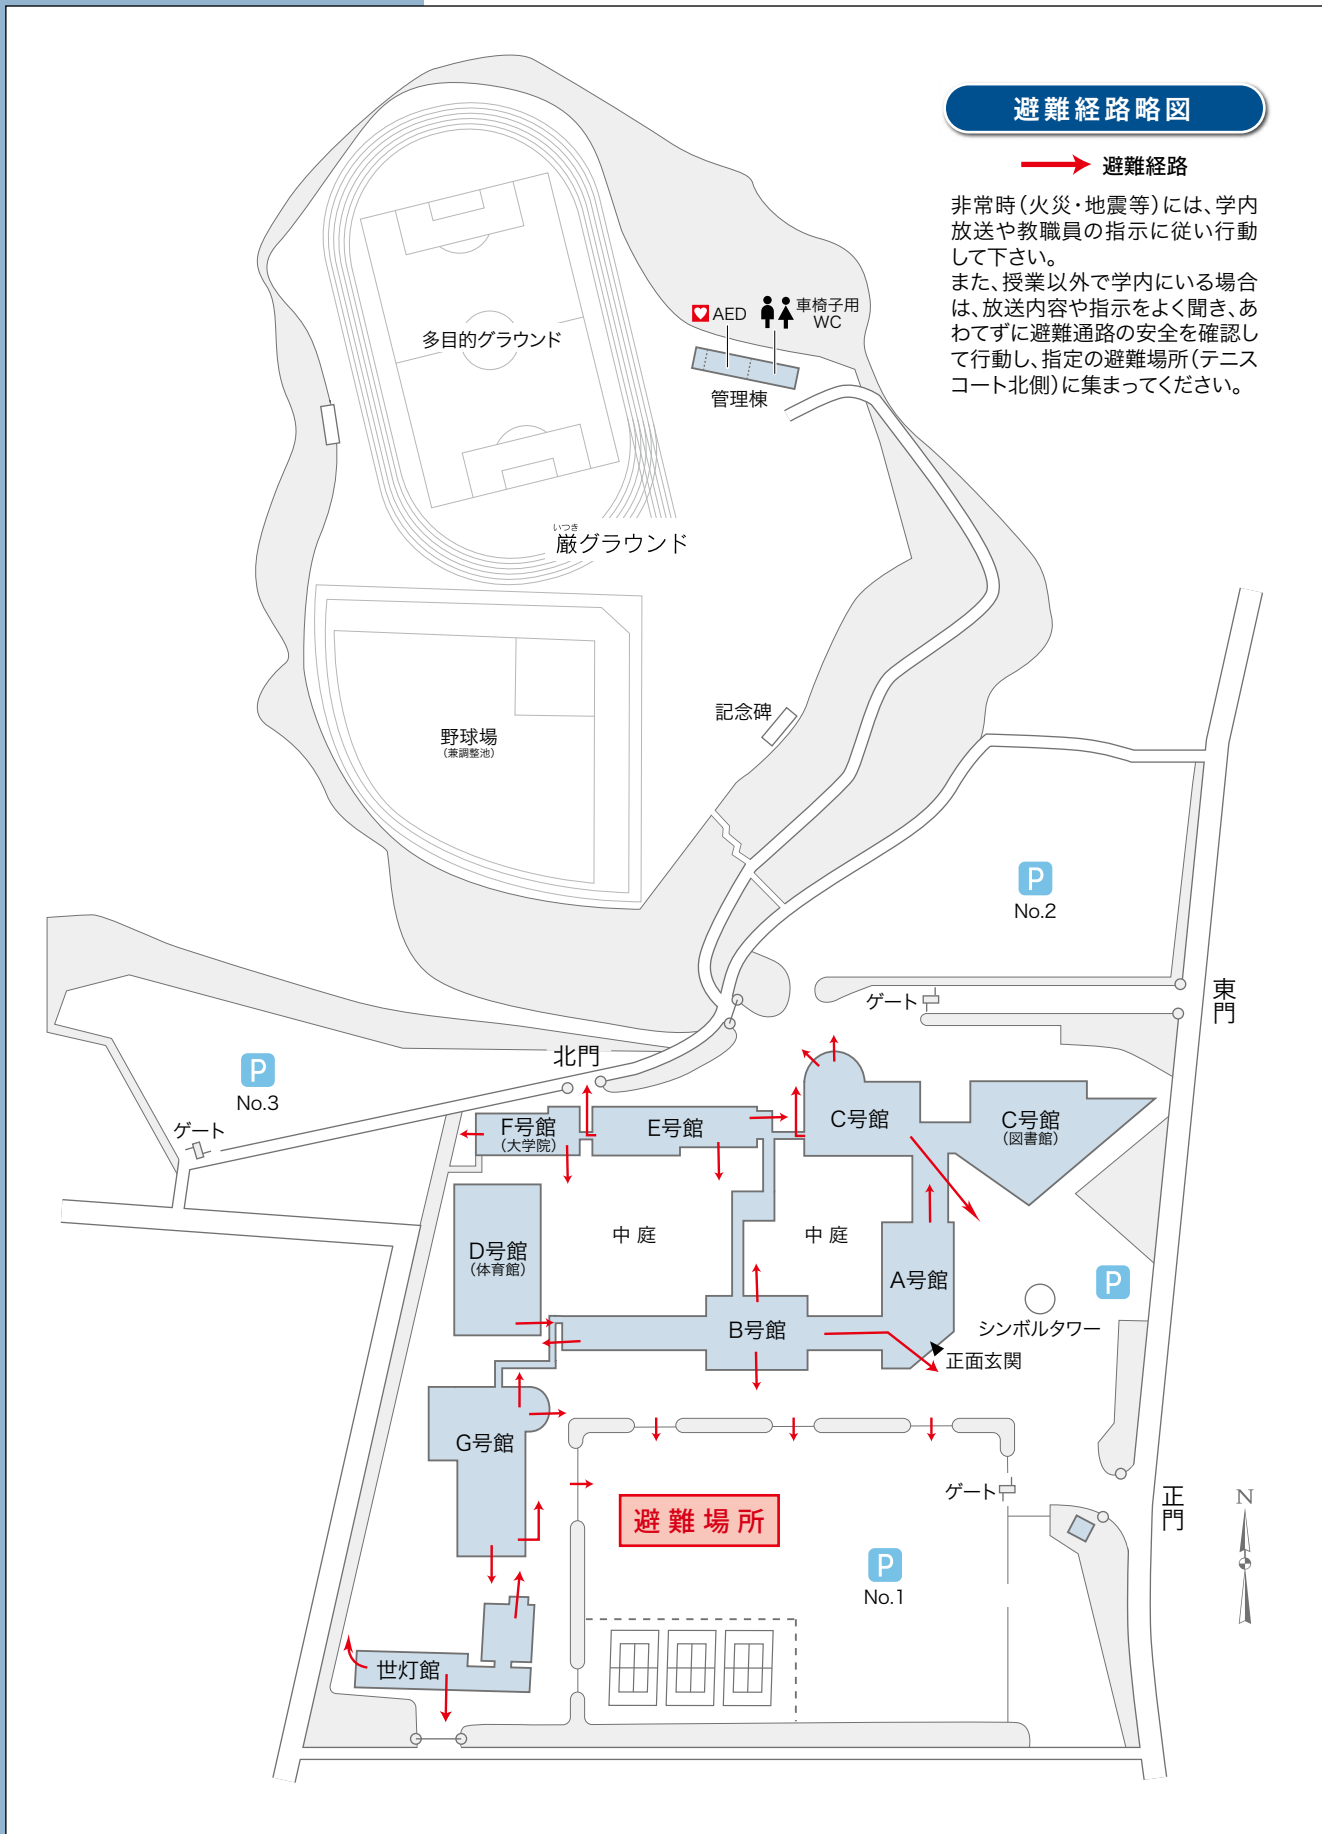 避難経路略図
避難経路
非常時（火災・地震等）には、学内
放送や教職員の指示に従い行動
して下さい。
また、授業以外で学内にいる場合
は、放送内容や指示をよく聞き、あ
わてずに避難通路の安全を確認し
て行動し、指定の避難場所（テニス
コート北側）に集まってください。
AED
車椅子用
WC
管理棟
多目的グラウンド
いつき
厳グラウンド
野球場
（兼調整池）
記念碑
P
No.2
ゲート
東門
北門
P
No.3
ゲート
F号館
（大学院）
E号館
C号館
C号館
（図書館）
D号館
（体育館）
中庭
中庭
A号館
P
シンボルタワー
B号館
正面玄関
G号館
ゲート
正門
N
避難場所
P
No.1
世灯館